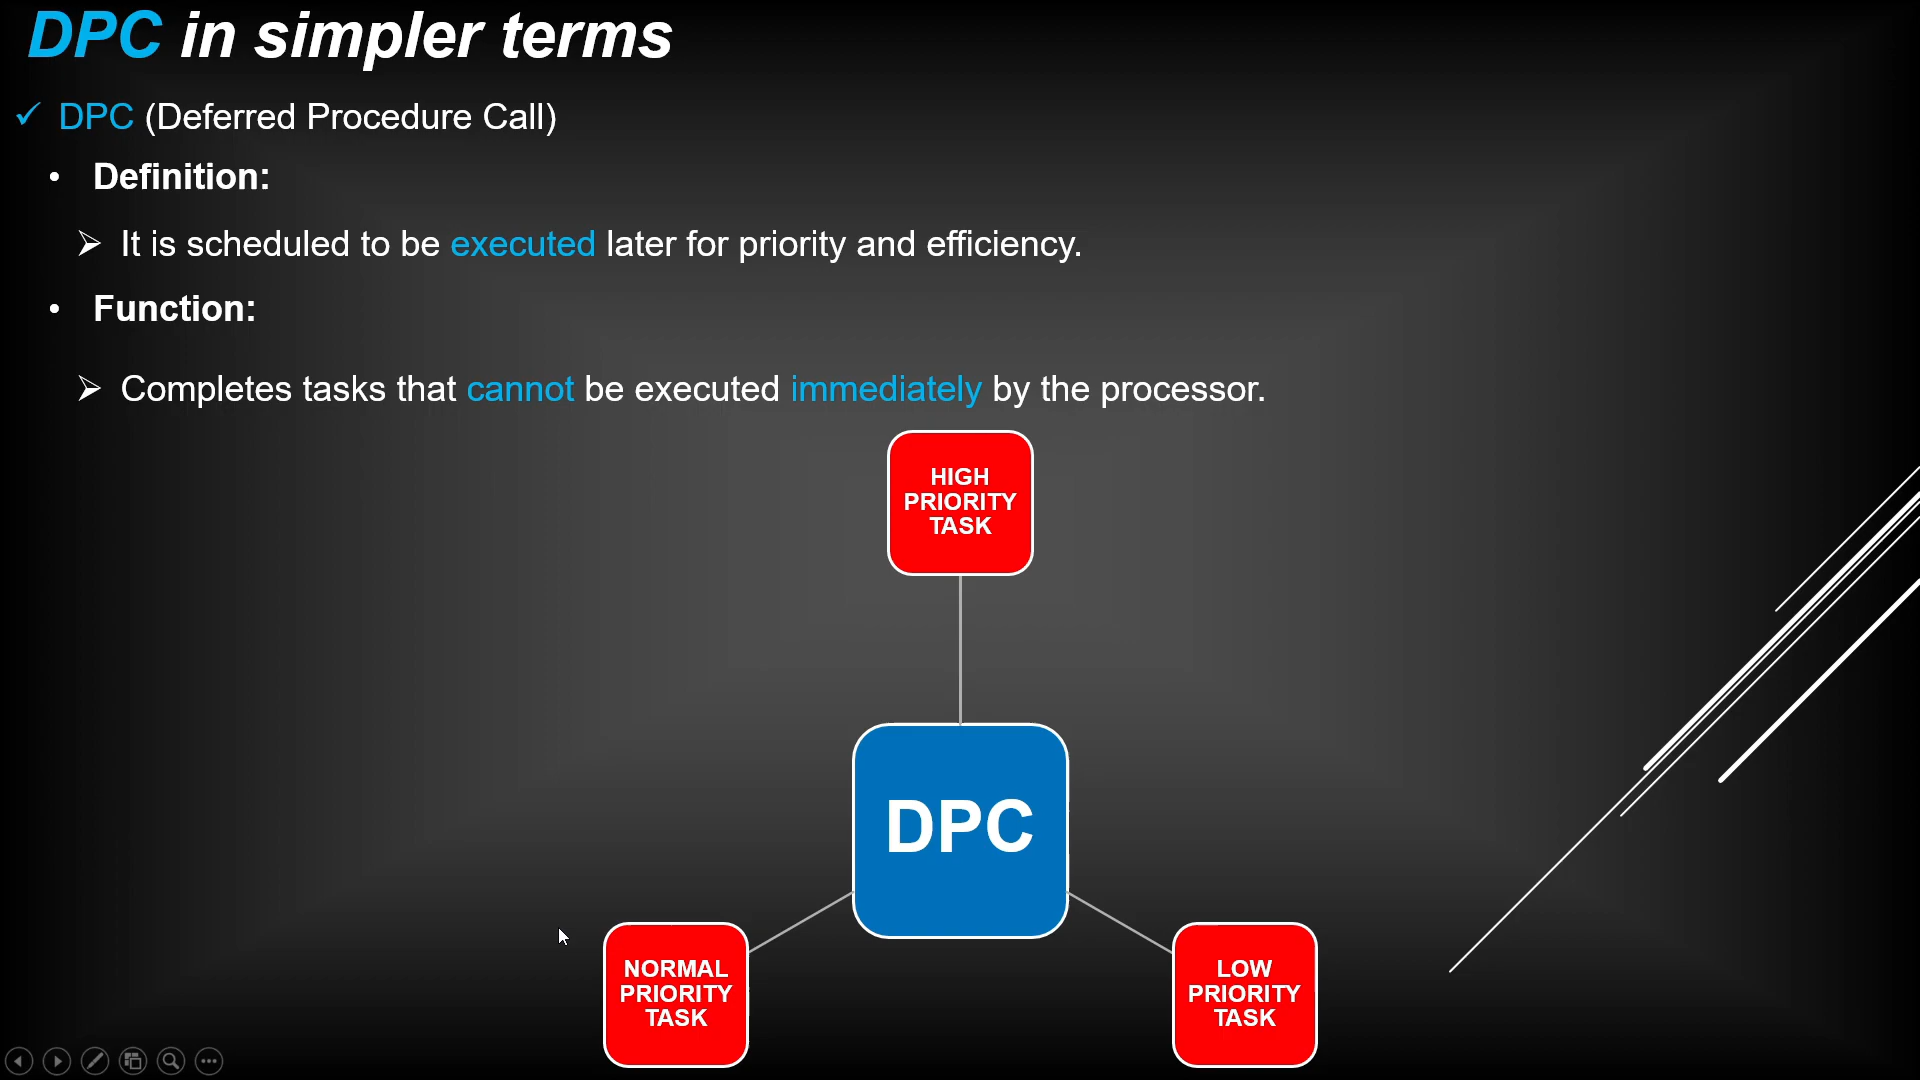 DPC in simpler terms
✓ DPC (Deferred Procedure Call)
• Definition:
➢ It is scheduled to be executed later for priority and efficiency.
• Function:
➢ Completes tasks that cannot be executed immediately by the processor.
HIGH
PRIORITY
TASK
DPC
NORMAL
PRIORITY
TASK
LOW
PRIORITY
TASK